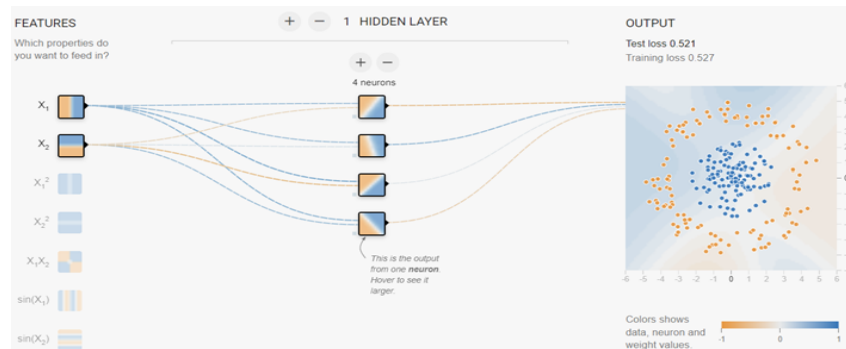 FEATURES
Which properties do
you want to feed in?
X₁
X₂
X₁²
X₂²
X₁X₂
sin(X₁)
sin(X₂)
+ − 1 HIDDEN LAYER
+ −
4 neurons
This is the output
from one neuron
Hover to see it
larger.
OUTPUT
Test loss 0.521
Training loss 0.527
-6 -5 -4 -3 -2 -1 0 1 2 3 4 5 6
Colors shows
data, neuron and
weight values.
-1 0 1